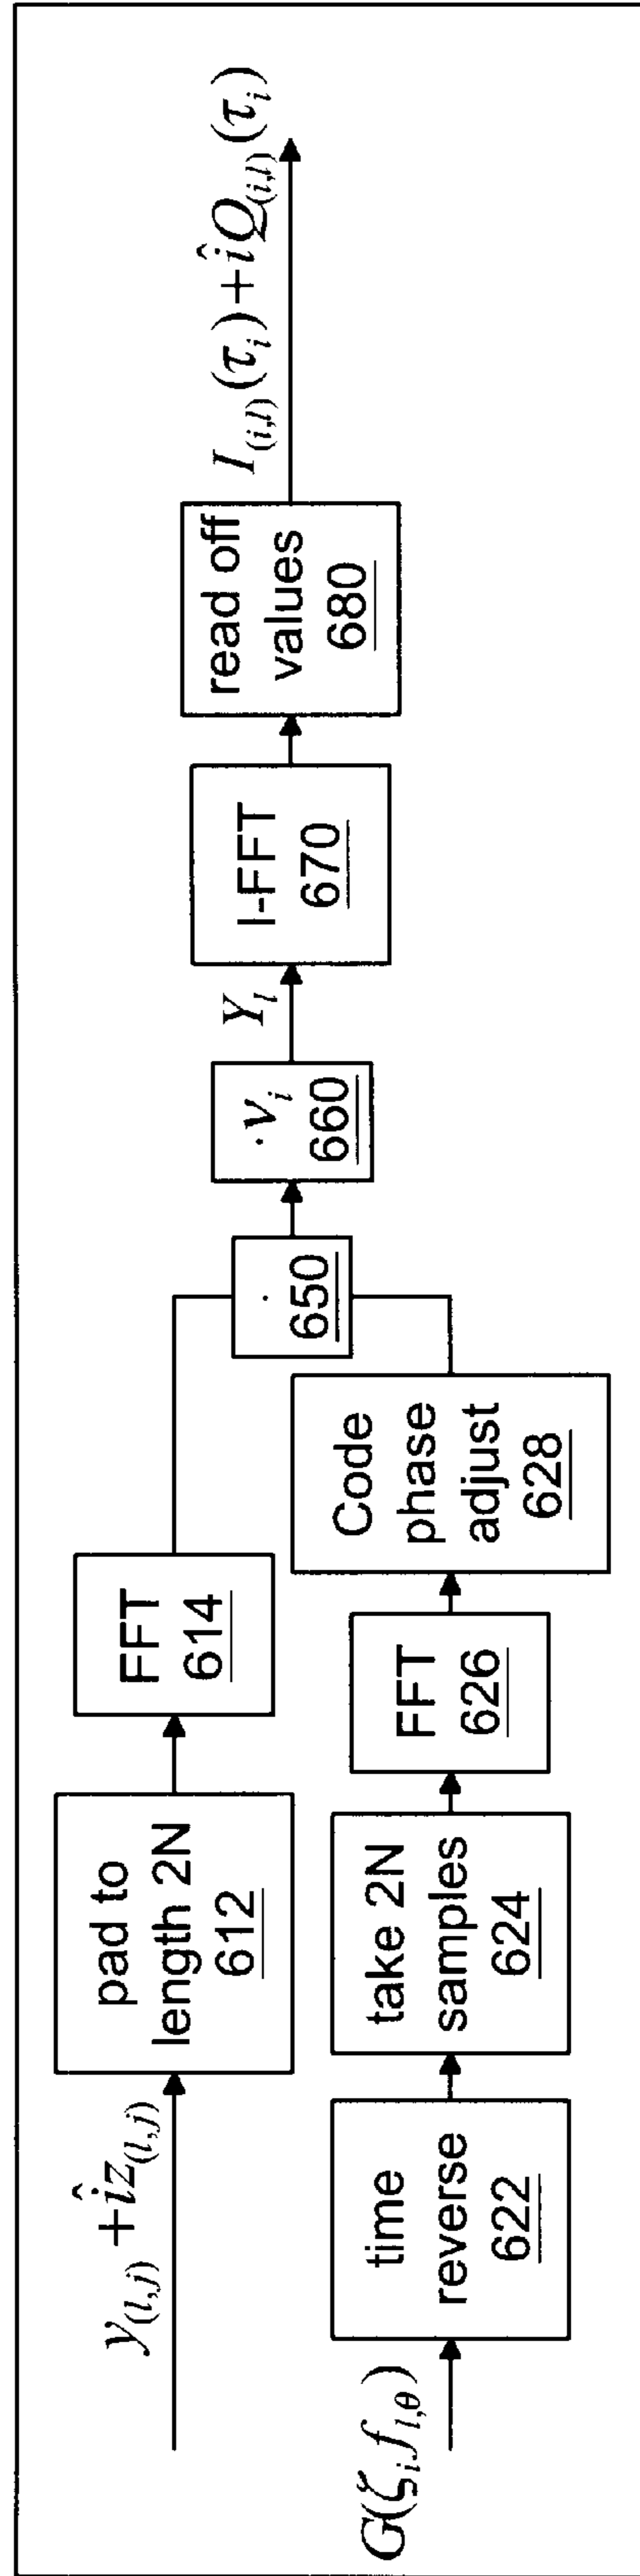 y(l,j) + îz(l,j)
pad to
length 2N
612
FFT
614
G(ζᵢ f_{l,θ})
time
reverse
622
take 2N
samples
624
FFT
626
Code
phase
adjust
628
·
650
·vᵢ
660
Yₗ
I-FFT
670
read off
values
680
I(i,l)(τᵢ) + îQ(i,l)(τᵢ)